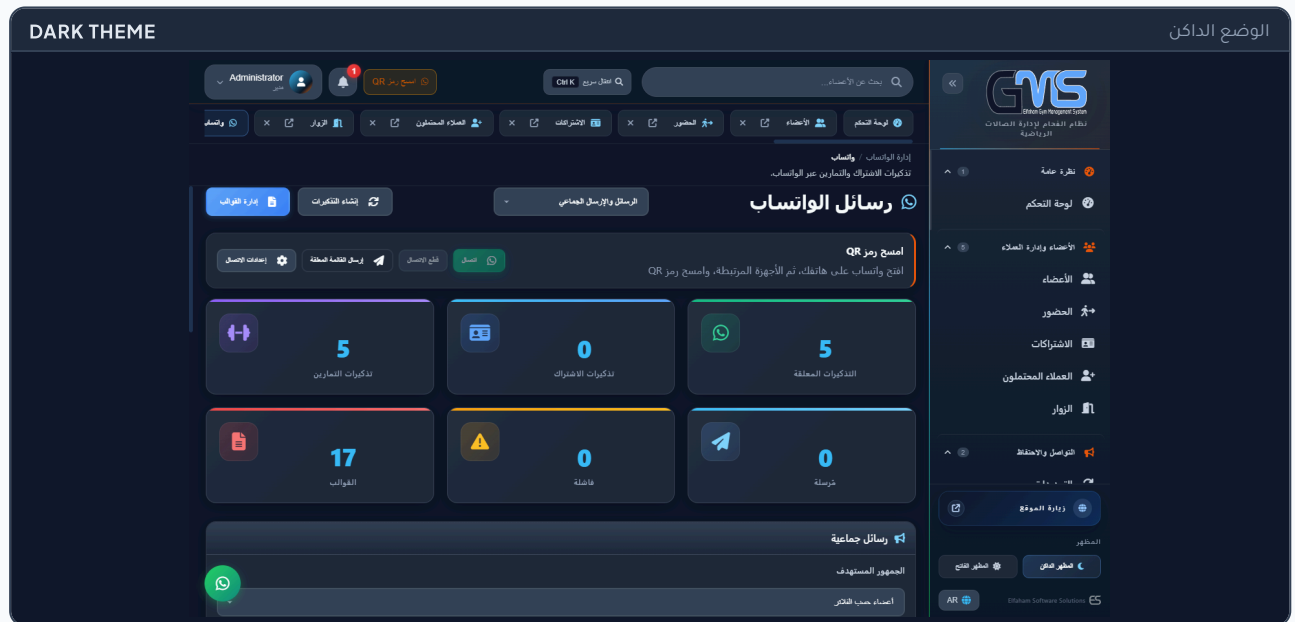 DARK THEME
الوضع الداكن
GMS
Elfaham Gym Management System
نظام الفحام لإدارة الصالات الرياضية
بحث عن الأعضاء...
انتقال سريع Ctrl K
امسح رمز QR
1
Administrator
مدير
لوحة التحكم
الأعضاء
الحضور
الاشتراكات
العملاء المحتملون
الزوار
واتساب
إدارة الواتساب / واتساب
تذكيرات الاشتراك والتمارين عبر الواتساب.
رسائل الواتساب
الرسائل والإرسال الجماعي
إنشاء التذكيرات
إدارة القوالب
امسح رمز QR
افتح واتساب على هاتفك، ثم الأجهزة المرتبطة، وامسح رمز QR
اتصال
قطع الاتصال
إرسال القائمة المعلقة
إعدادات الاتصال
5
التذكيرات المعلقة
0
تذكيرات الاشتراك
5
تذكيرات التمارين
0
مُرسلة
0
فاشلة
17
القوالب
رسائل جماعية
الجمهور المستهدف
أعضاء حسب الفلاتر
نظرة عامة
1
لوحة التحكم
الأعضاء وإدارة العملاء
5
الأعضاء
الحضور
الاشتراكات
العملاء المحتملون
الزوار
التواصل والاحتفاظ
2
زيارة الموقع
المظهر
المظهر الداكن
المظهر الفاتح
AR
Elfaham Software Solutions ES